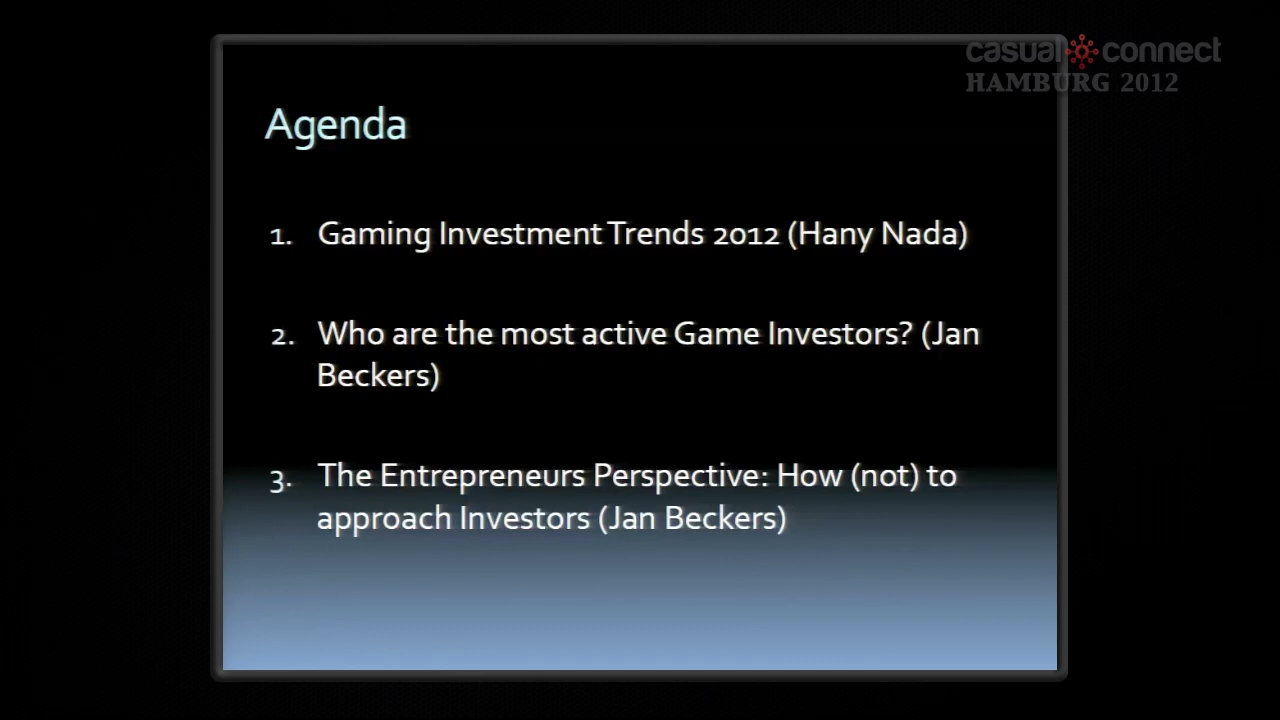 casual connect
HAMBURG 2012
Agenda
1. Gaming Investment Trends 2012 (Hany Nada)
2. Who are the most active Game Investors? (Jan
Beckers)
3. The Entrepreneurs Perspective: How (not) to
approach Investors (Jan Beckers)